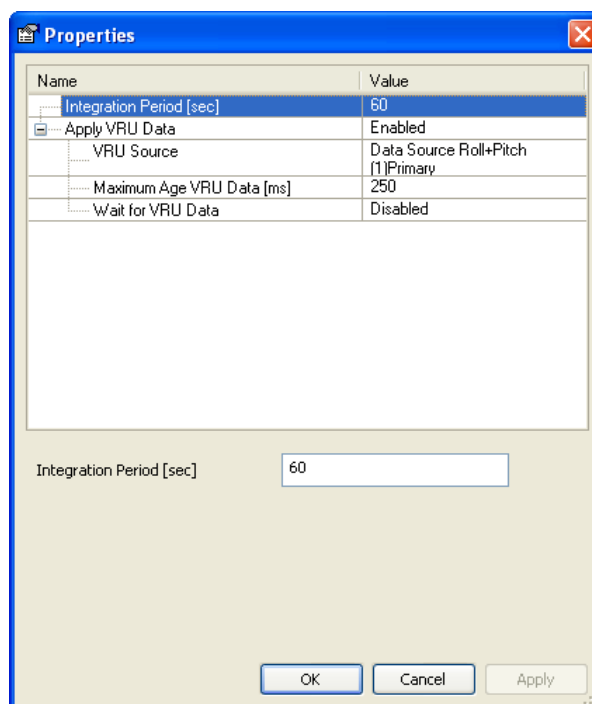 Properties
Name Value
Integration Period [sec] 60
Apply VRU Data Enabled
VRU Source Data Source Roll+Pitch
(1)Primary
Maximum Age VRU Data [ms] 250
Wait for VRU Data Disabled
Integration Period [sec] 60
OK Cancel Apply